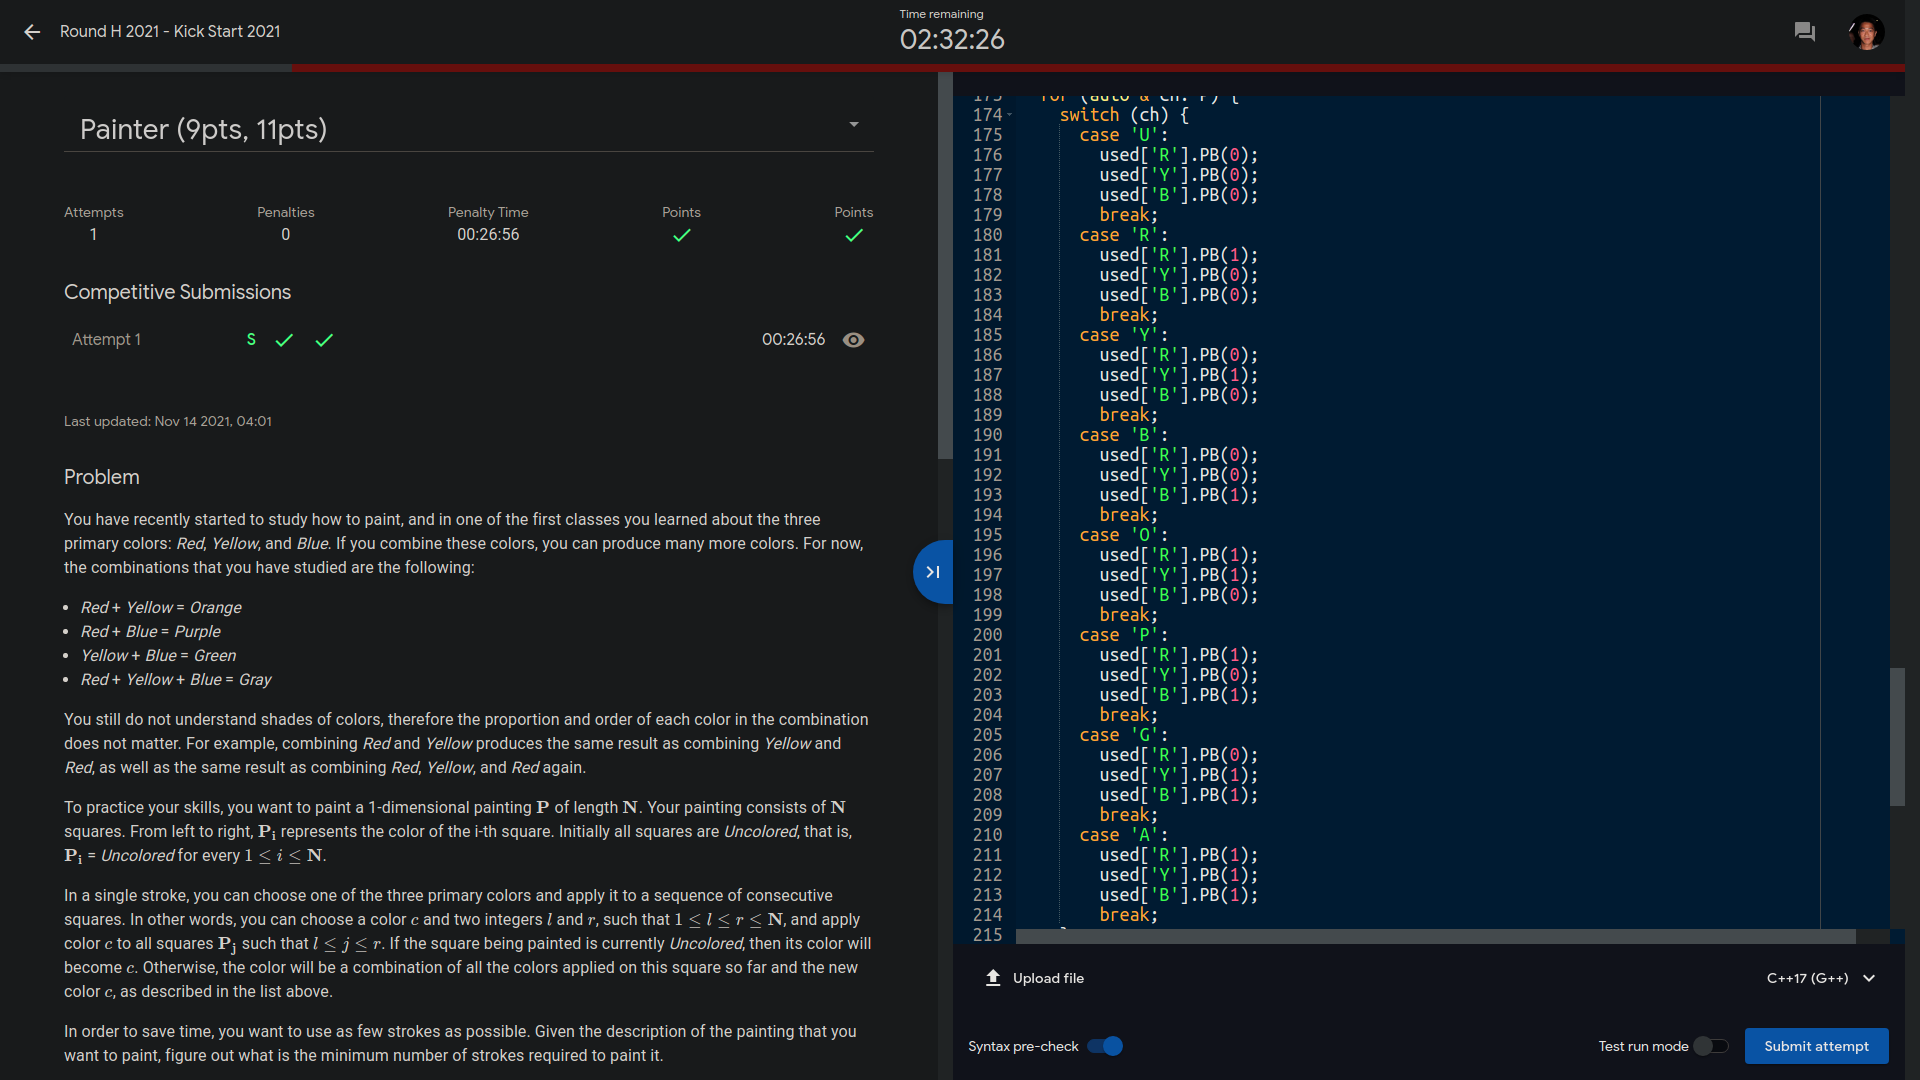 Round H 2021 - Kick Start 2021
Time remaining
02:32:26
Painter (9pts, 11pts)
Attempts
1
Penalties
0
Penalty Time
00:26:56
Points
Points
Competitive Submissions
Attempt 1 S 00:26:56
Last updated: Nov 14 2021, 04:01
Problem
You have recently started to study how to paint, and in one of the first classes you learned about the three
primary colors: Red, Yellow, and Blue. If you combine these colors, you can produce many more colors. For now,
the combinations that you have studied are the following:
• Red + Yellow = Orange
• Red + Blue = Purple
• Yellow + Blue = Green
• Red + Yellow + Blue = Gray
You still do not understand shades of colors, therefore the proportion and order of each color in the combination
does not matter. For example, combining Red and Yellow produces the same result as combining Yellow and
Red, as well as the same result as combining Red, Yellow, and Red again.
To practice your skills, you want to paint a 1-dimensional painting P of length N. Your painting consists of N
squares. From left to right, Pi represents the color of the i-th square. Initially all squares are Uncolored, that is,
Pi = Uncolored for every 1 ≤ i ≤ N.
In a single stroke, you can choose one of the three primary colors and apply it to a sequence of consecutive
squares. In other words, you can choose a color c and two integers l and r, such that 1 ≤ l ≤ r ≤ N, and apply
color c to all squares Pj such that l ≤ j ≤ r. If the square being painted is currently Uncolored, then its color will
become c. Otherwise, the color will be a combination of all the colors applied on this square so far and the new
color c, as described in the list above.
In order to save time, you want to use as few strokes as possible. Given the description of the painting that you
want to paint, figure out what is the minimum number of strokes required to paint it.
173 for (auto & ch: P) {
174 switch (ch) {
175 case 'U':
176 used['R'].PB(0);
177 used['Y'].PB(0);
178 used['B'].PB(0);
179 break;
180 case 'R':
181 used['R'].PB(1);
182 used['Y'].PB(0);
183 used['B'].PB(0);
184 break;
185 case 'Y':
186 used['R'].PB(0);
187 used['Y'].PB(1);
188 used['B'].PB(0);
189 break;
190 case 'B':
191 used['R'].PB(0);
192 used['Y'].PB(0);
193 used['B'].PB(1);
194 break;
195 case 'O':
196 used['R'].PB(1);
197 used['Y'].PB(1);
198 used['B'].PB(0);
199 break;
200 case 'P':
201 used['R'].PB(1);
202 used['Y'].PB(0);
203 used['B'].PB(1);
204 break;
205 case 'G':
206 used['R'].PB(0);
207 used['Y'].PB(1);
208 used['B'].PB(1);
209 break;
210 case 'A':
211 used['R'].PB(1);
212 used['Y'].PB(1);
213 used['B'].PB(1);
214 break;
215
Upload file
C++17 (G++)
Syntax pre-check
Test run mode
Submit attempt